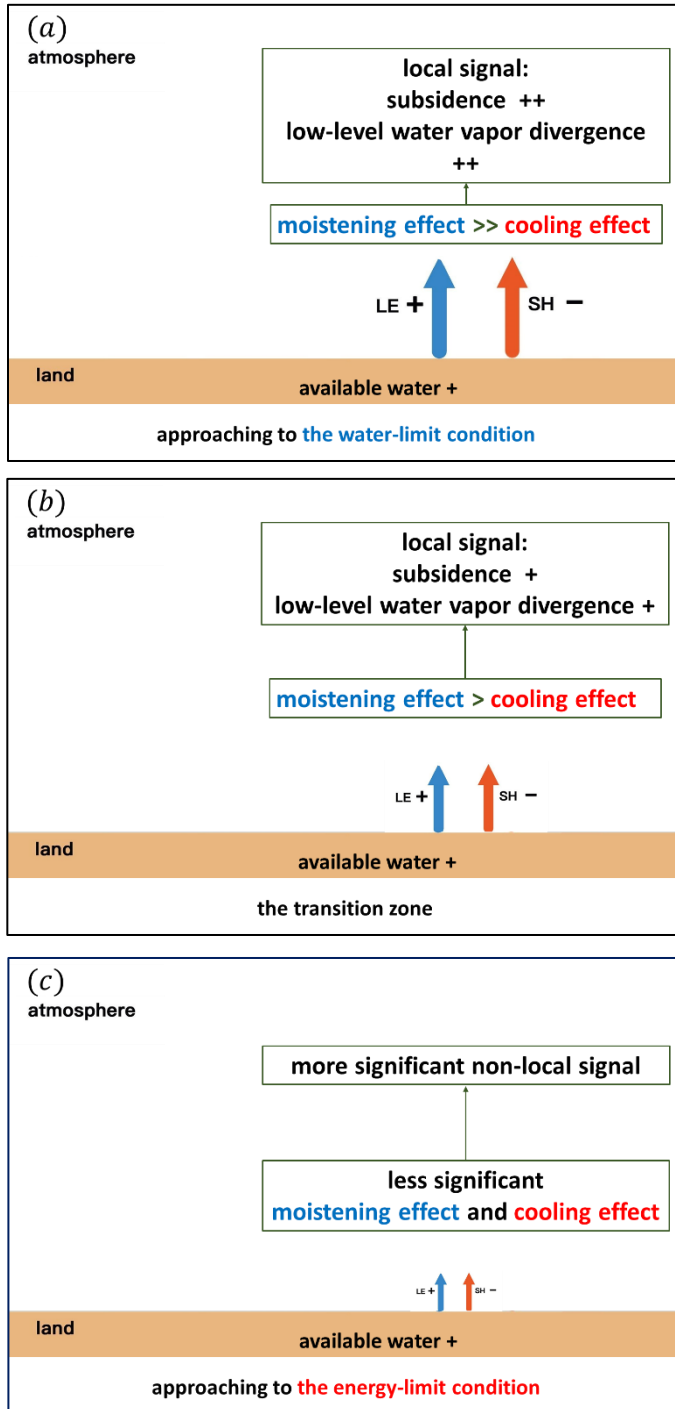 (a)
atmosphere
local signal:
subsidence ++
low-level water vapor divergence
++
moistening effect >> cooling effect
LE + SH −
land
available water +
approaching to the water-limit condition
(b)
atmosphere
local signal:
subsidence +
low-level water vapor divergence +
moistening effect > cooling effect
LE + SH −
land
available water +
the transition zone
(c)
atmosphere
more significant non-local signal
less significant
moistening effect and cooling effect
LE + SH −
land
available water +
approaching to the energy-limit condition